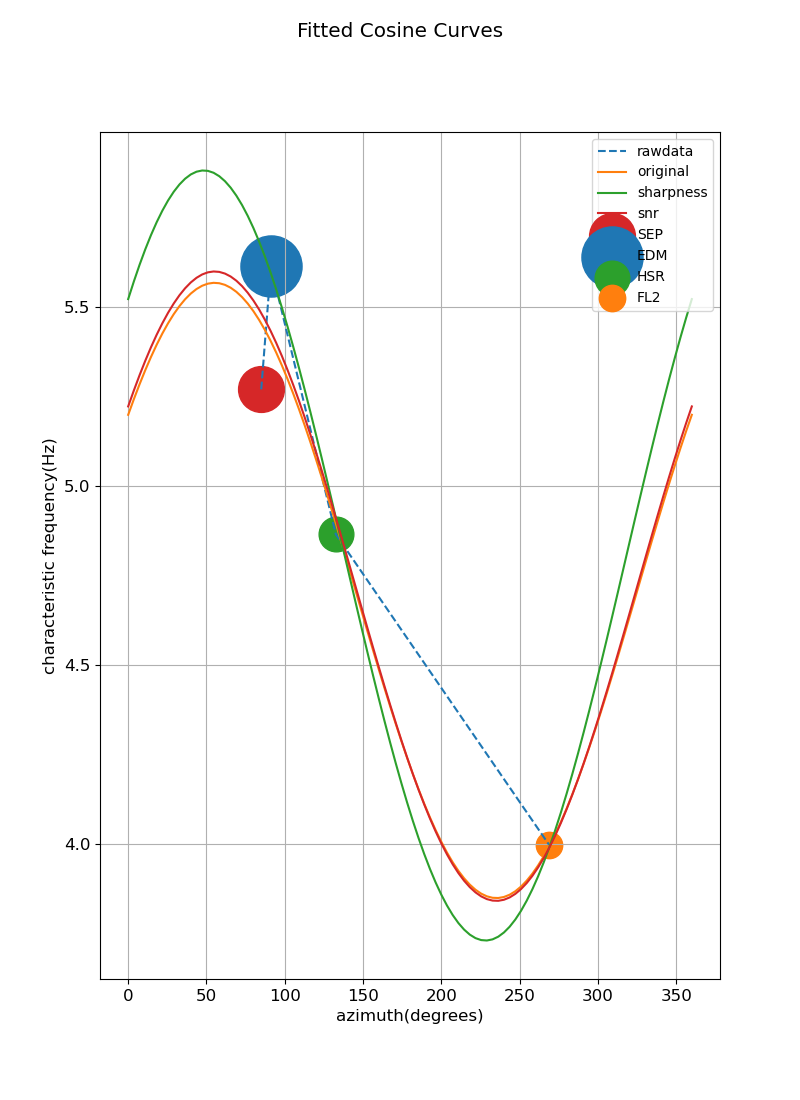 Fitted Cosine Curves
rawdata
original
sharpness
snr
SEP
EDM
HSR
FL2
5.5
5.0
4.5
4.0
characteristic frequency(Hz)
0 50 100 150 200 250 300 350
azimuth(degrees)